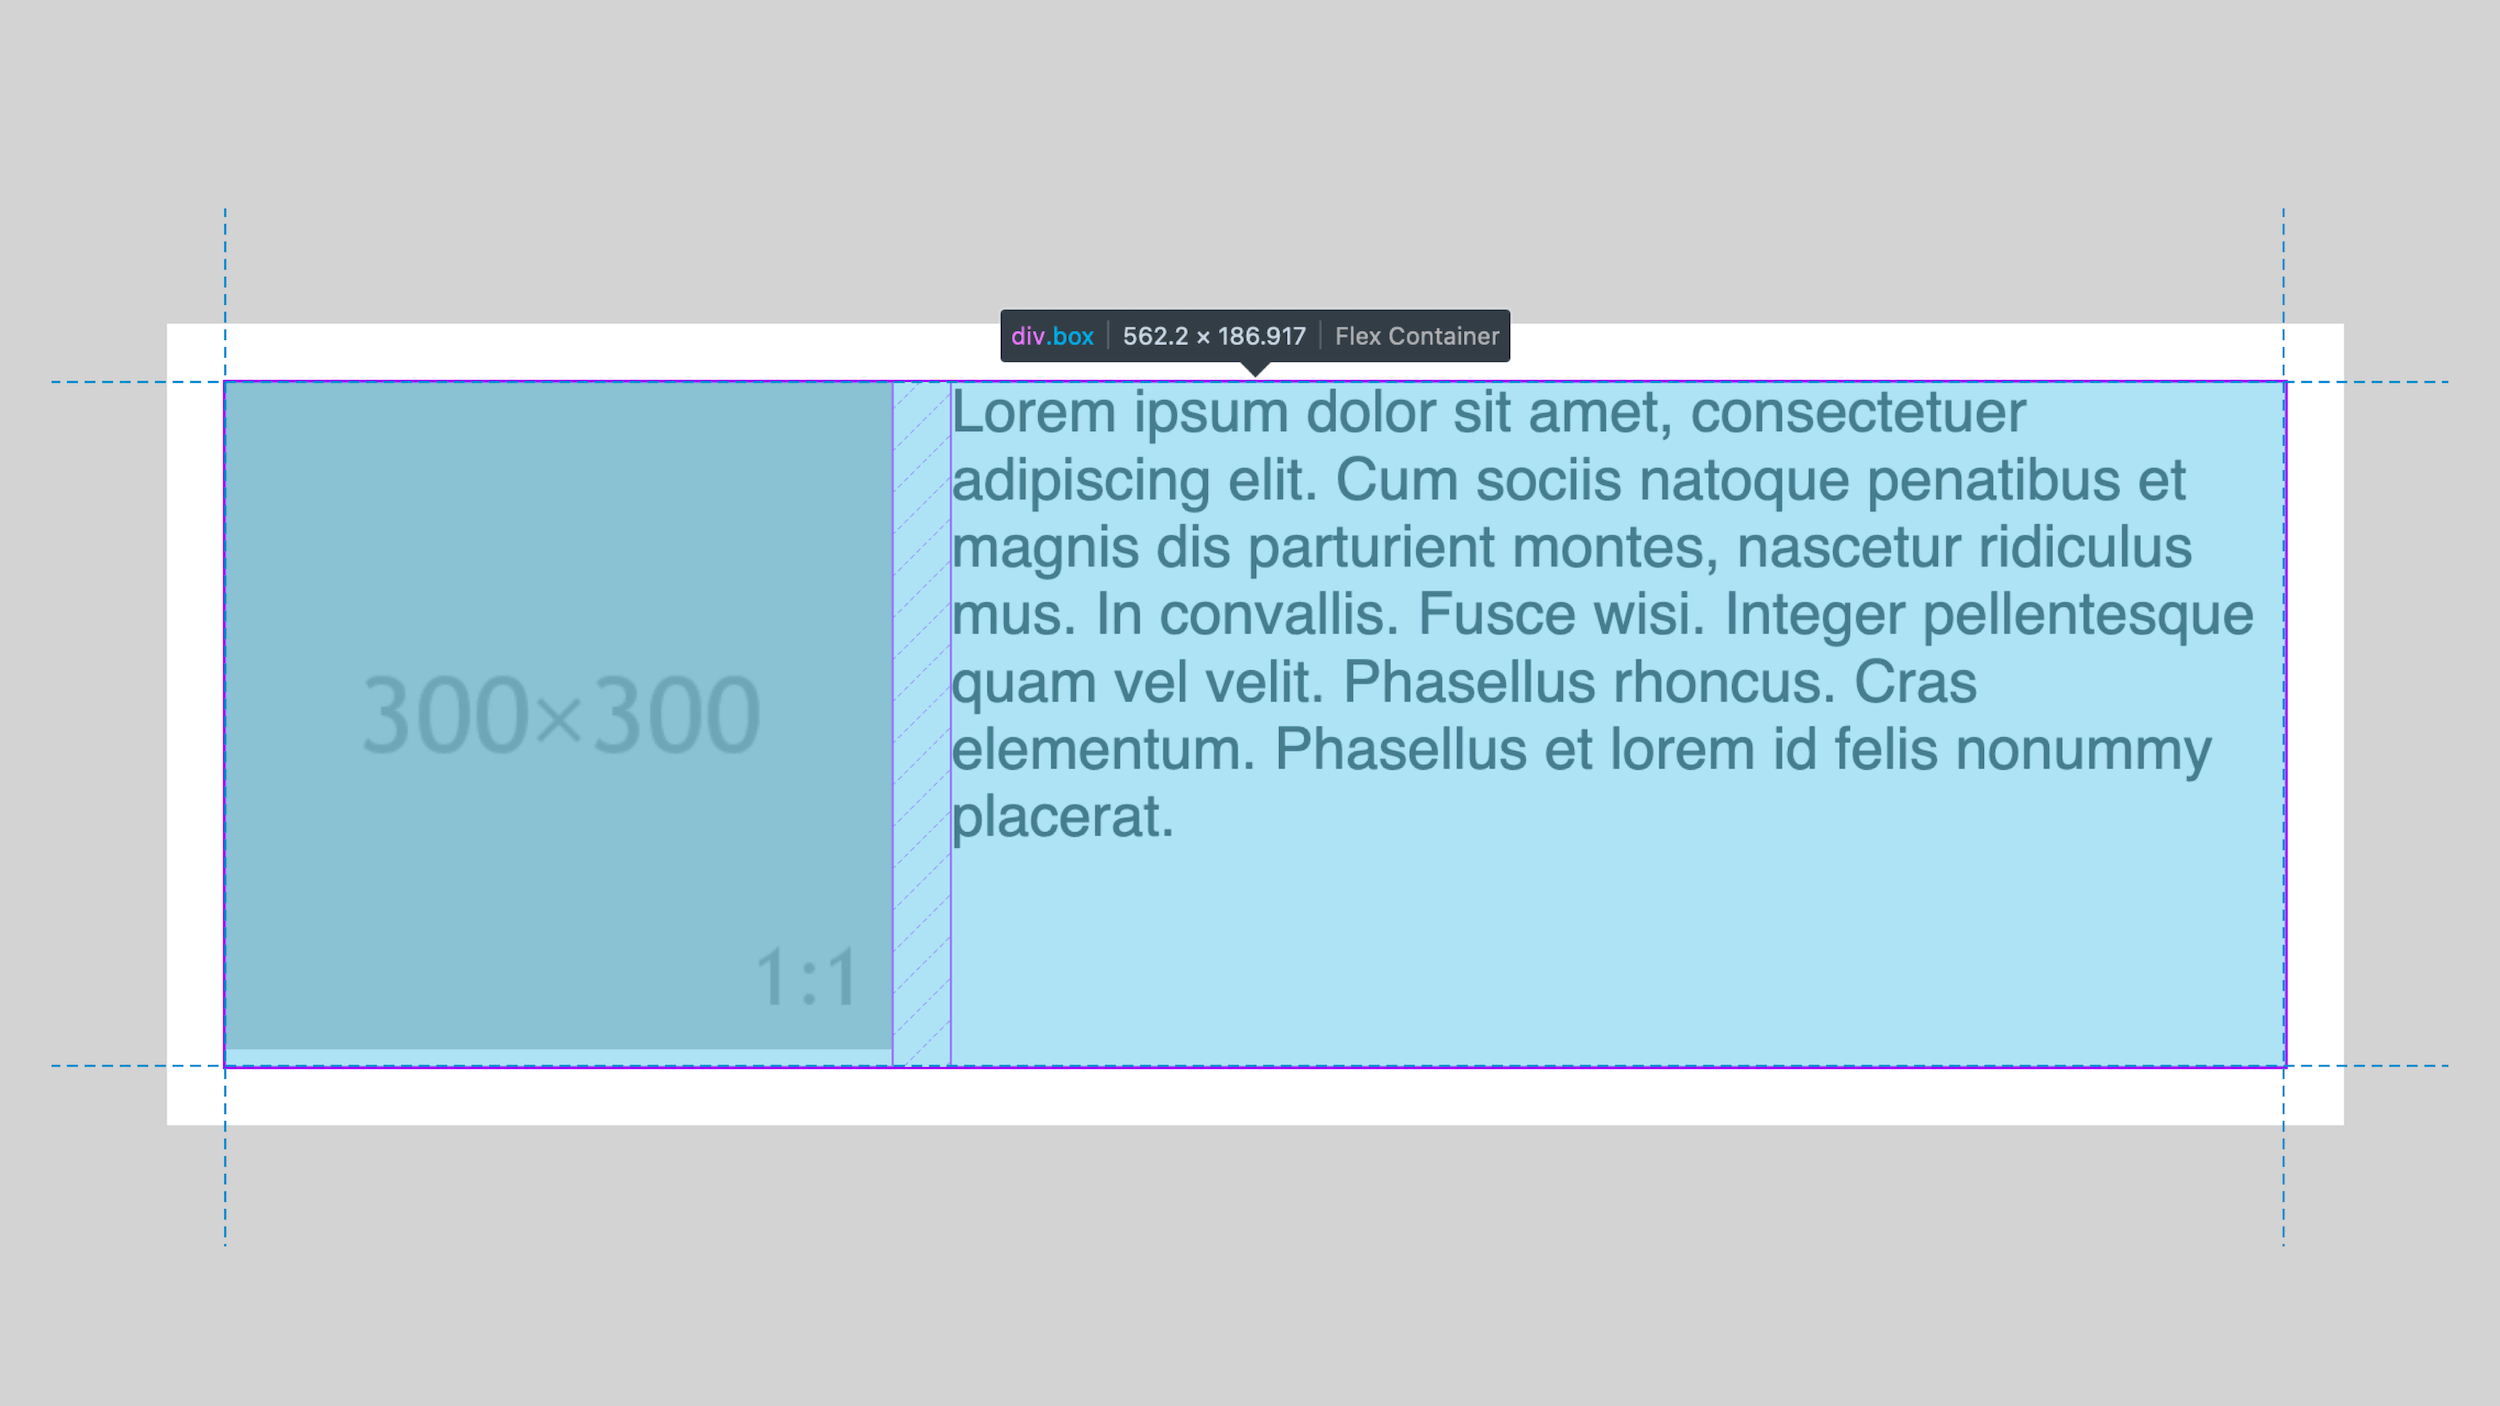 div.box | 562.2 × 186.917 | Flex Container
300×300
1:1
Lorem ipsum dolor sit amet, consectetuer
adipiscing elit. Cum sociis natoque penatibus et
magnis dis parturient montes, nascetur ridiculus
mus. In convallis. Fusce wisi. Integer pellentesque
quam vel velit. Phasellus rhoncus. Cras
elementum. Phasellus et lorem id felis nonummy
placerat.